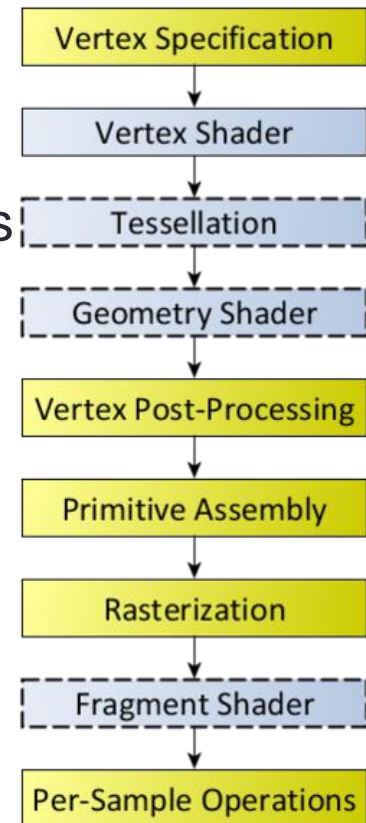 Vertex Specification
Vertex Shader
s
Tessellation
Geometry Shader
Vertex Post-Processing
Primitive Assembly
Rasterization
Fragment Shader
Per-Sample Operations